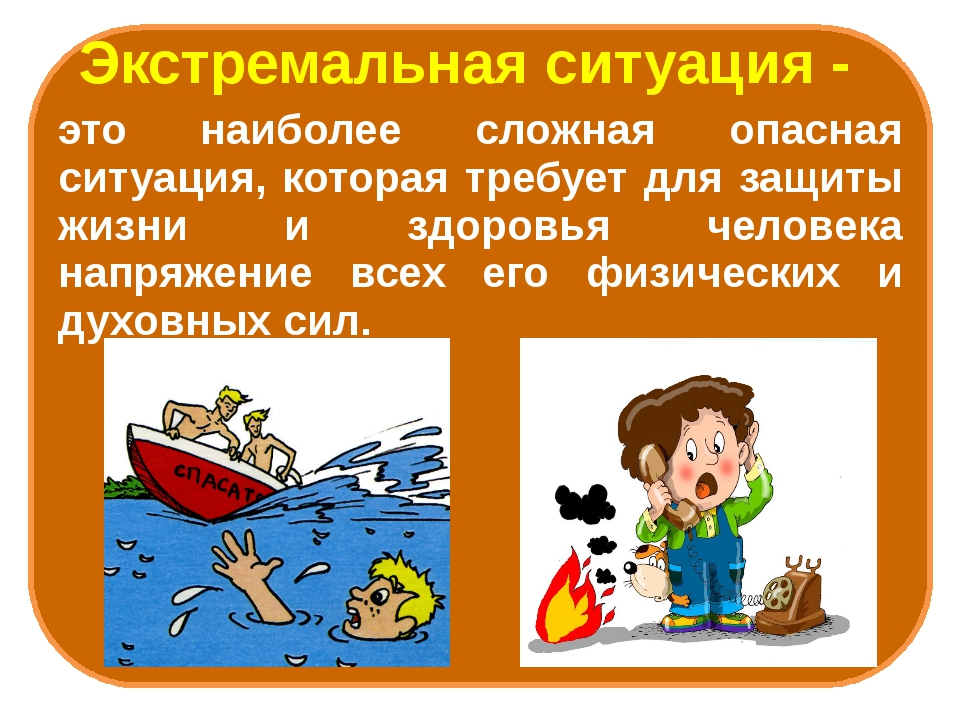 Экстремальная ситуация -
это наиболее сложная опасная
ситуация, которая требует для защиты
жизни и здоровья человека
напряжение всех его физических и
духовных сил.
СПАСАТ